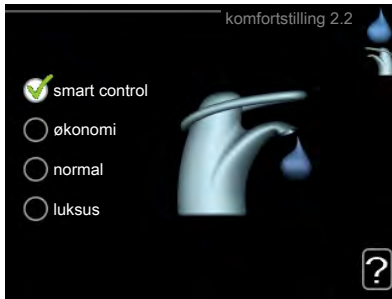 komfortstilling 2.2
smart control
økonomi
normal
luksus
?